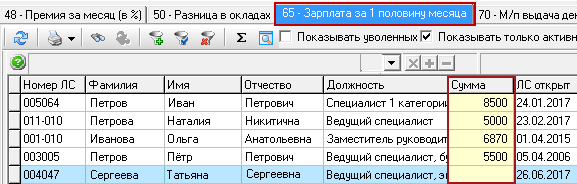 48 - Премия за месяц (в %) 50 - Разница в окладах 65 - Зарплата за 1 половину месяца 70 - М/п выдача ден
Показывать уволенных Показывать только активн
Номер ЛС Фамилия Имя Отчество Должность Сумма ЛС открыт
005064 Петров Иван Петрович Специалист 1 категории 8500 24.01.2017
011-010 Петрова Наталия Никитична Ведущий специалист 5000 23.02.2017
001-010 Иванова Ольга Анатольевна Заместитель руководит 6870 01.04.2015
003005 Петров Пётр Петрович Ведущий специалист, б 5500 05.04.2006
004047 Сергеева Татьяна Сергеевна Ведущий специалист, э 26.06.2017